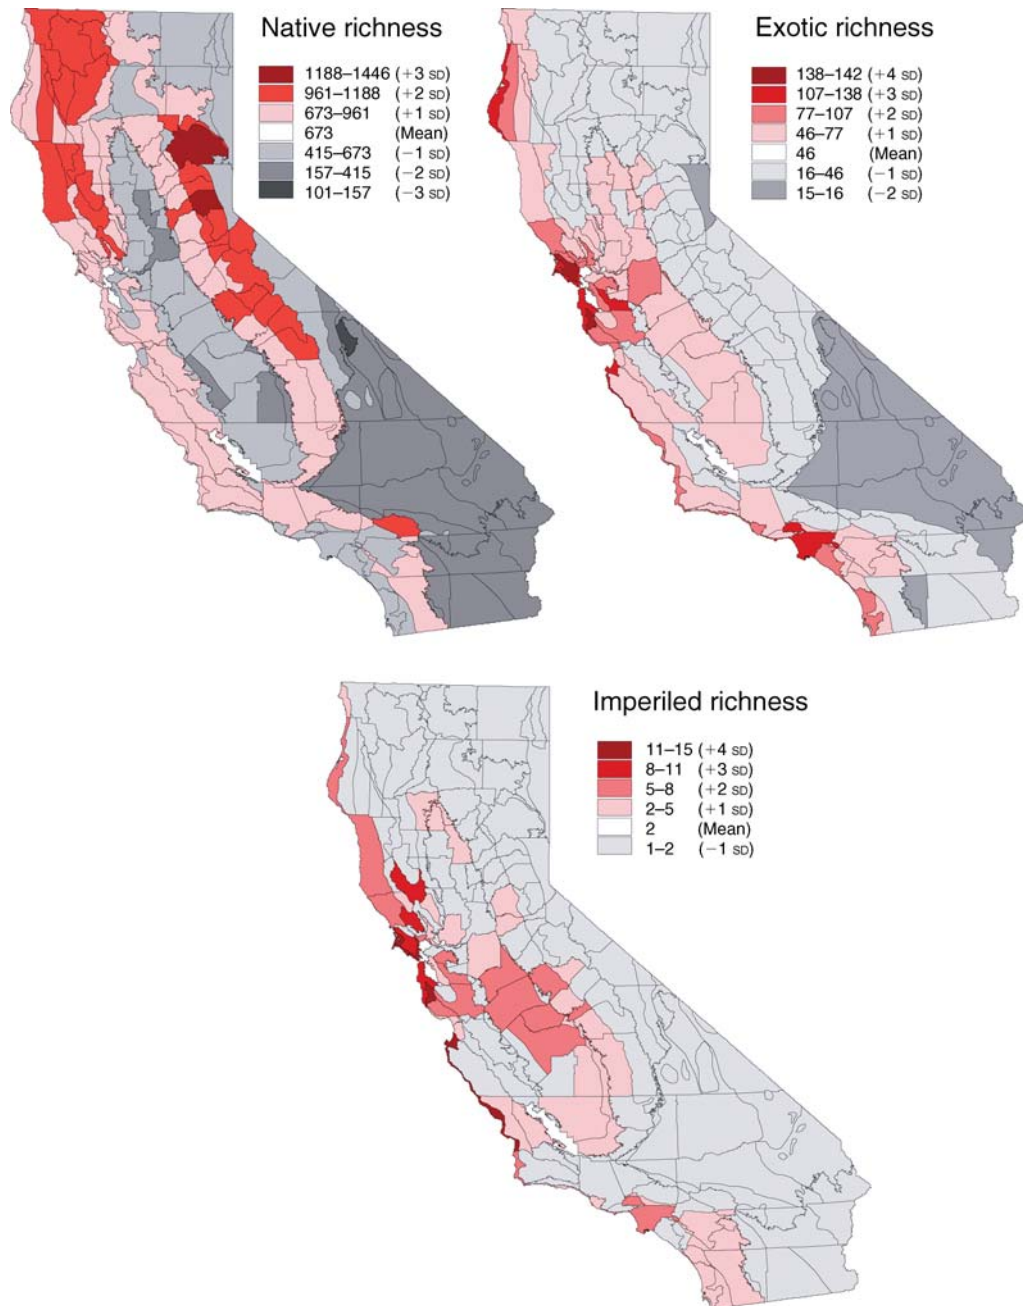 Native richness
1188–1446 (+3 SD)
961–1188 (+2 SD)
673–961 (+1 SD)
673 (Mean)
415–673 (−1 SD)
157–415 (−2 SD)
101–157 (−3 SD)
Exotic richness
138–142 (+4 SD)
107–138 (+3 SD)
77–107 (+2 SD)
46–77 (+1 SD)
46 (Mean)
16–46 (−1 SD)
15–16 (−2 SD)
Imperiled richness
11–15 (+4 SD)
8–11 (+3 SD)
5–8 (+2 SD)
2–5 (+1 SD)
2 (Mean)
1–2 (−1 SD)